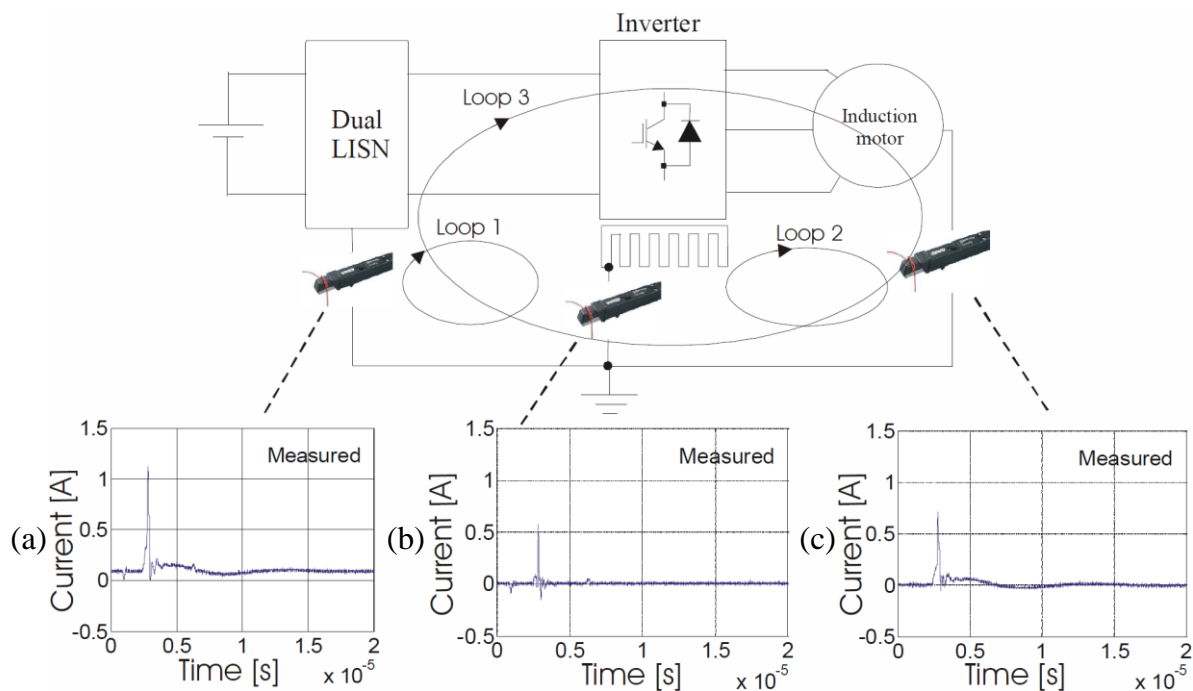 Inverter
Loop 3
Dual
LISN
Induction
motor
Loop 1
Loop 2
(a)
Current [A]
1.5
1
0.5
0
-0.5
Measured
0
0.5
1
1.5
2
Time [s]
x 10-5
(b)
Current [A]
1.5
1
0.5
0
-0.5
Measured
0
0.5
1
1.5
2
Time [s]
x 10-5
(c)
Current [A]
1.5
1
0.5
0
-0.5
Measured
0
0.5
1
1.5
2
Time [s]
x 10-5